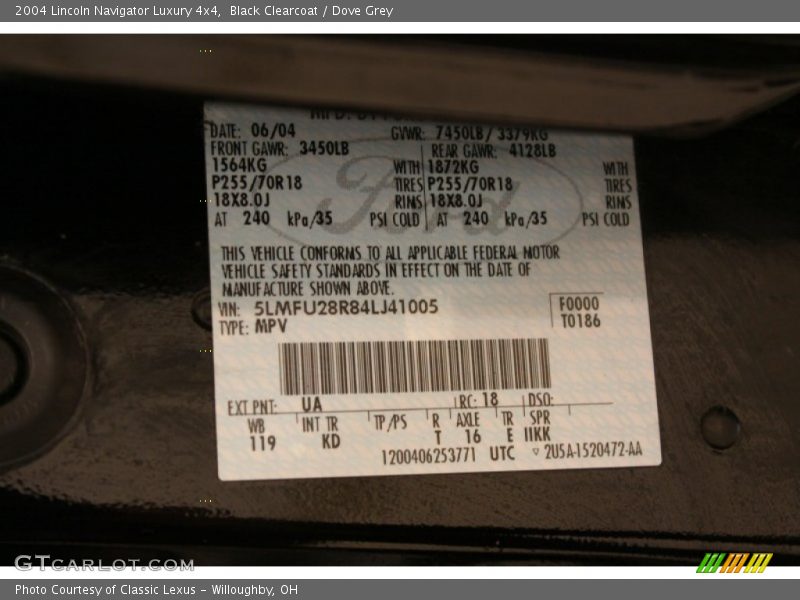 2004 Lincoln Navigator Luxury 4x4, Black Clearcoat / Dove Grey
DATE: 06/04 GVWR: 7450LB / 3379KG
FRONT GAWR: 3450LB REAR GAWR: 4128LB
1564KG WITH 1872KG WITH
P255/70R18 TIRES P255/70R18 TIRES
18X8.0J RINS 18X8.0J RINS
AT 240 kPa/35 PSI COLD AT 240 kPa/35 PSI COLD
Ford
THIS VEHICLE CONFORMS TO ALL APPLICABLE FEDERAL MOTOR
VEHICLE SAFETY STANDARDS IN EFFECT ON THE DATE OF
MANUFACTURE SHOWN ABOVE.
VIN: 5LMFU28R84LJ41005 F0000
TYPE: MPV T0186
EXT PNT: UA RC: 18 DSO:
WB INT TR TP/PS R AXLE TR SPR
119 KD T 16 E IIKK
1200406253771 UTC ▽ 2U5A-1520472-AA
GTCARLOT.COM
Photo Courtesy of Classic Lexus - Willoughby, OH